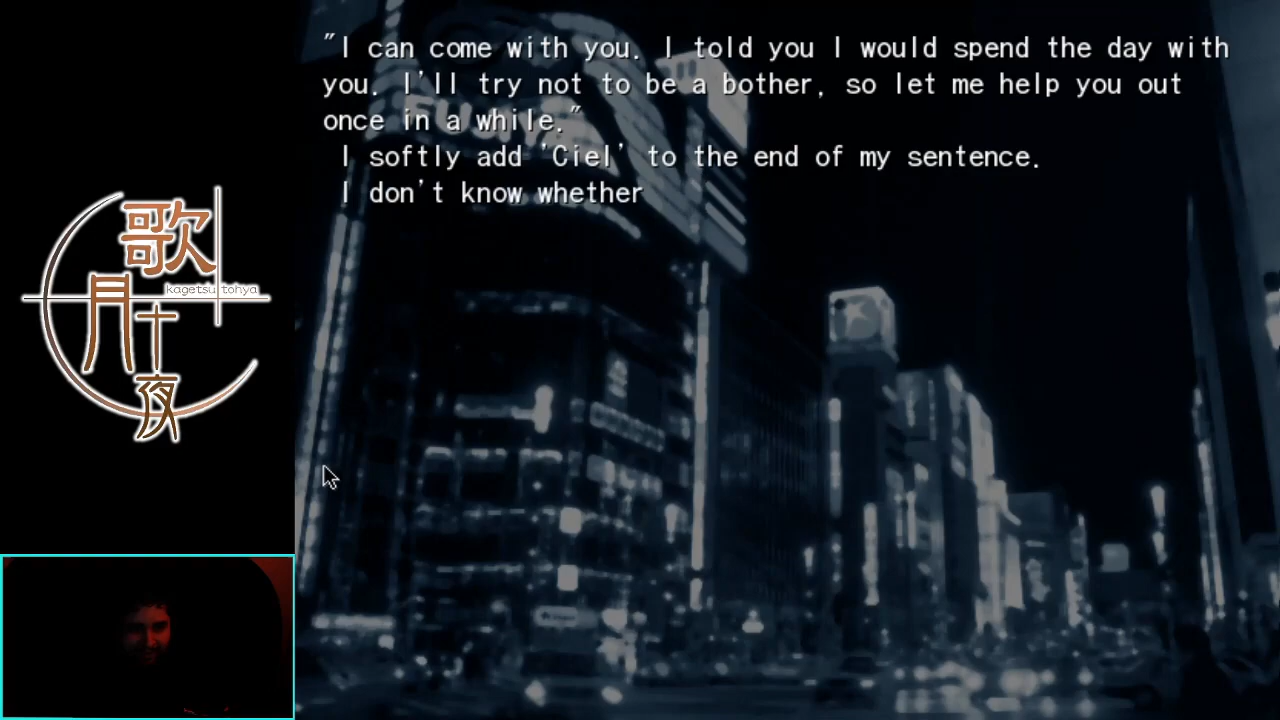 "I can come with you. I told you I would spend the day with
you. I'll try not to be a bother, so let me help you out
once in a while."
I softly add 'Ciel' to the end of my sentence.
I don't know whether
歌
月
十
夜
kagetsu tohya
FUJIYA